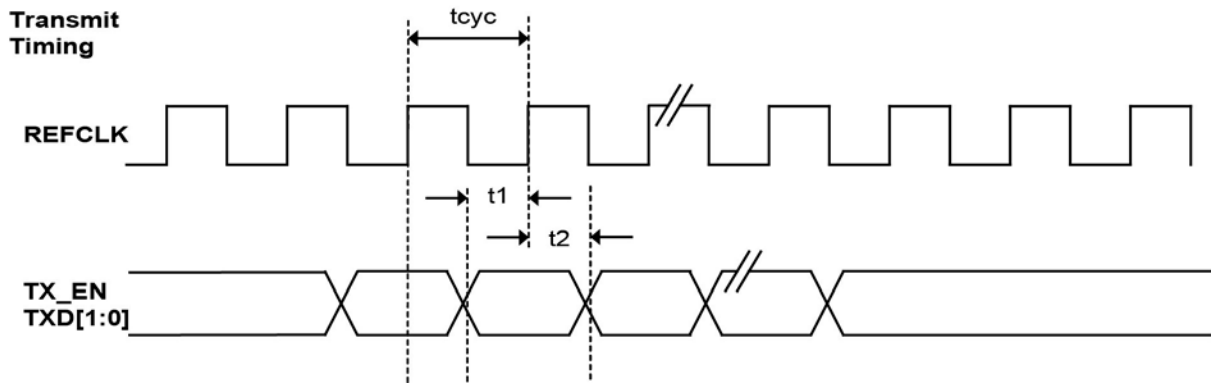 Transmit
Timing
tcyc
REFCLK
t1
t2
TX_EN
TXD[1:0]